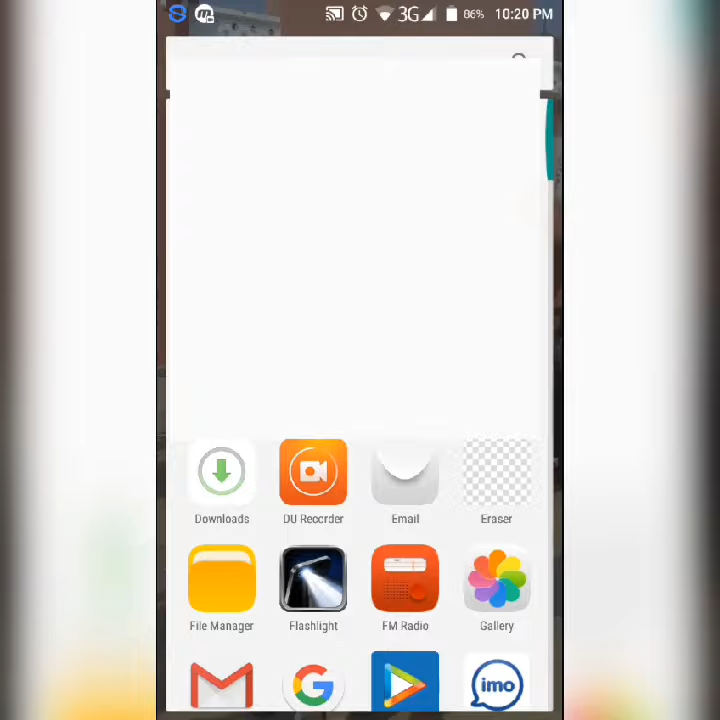 3G 86% 10:20 PM
Downloads DU Recorder Email Eraser
File Manager Flashlight FM Radio Gallery
imo